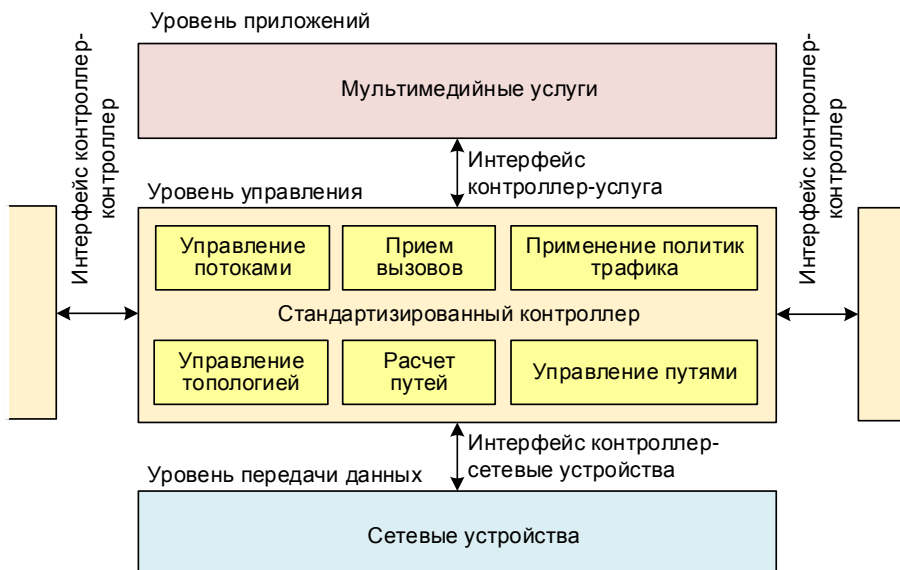 Уровень приложений
Мультимедийные услуги
Интерфейс контроллер-
контроллер
Интерфейс контроллер-
контроллер
Интерфейс
контроллер-услуга
Уровень управления
Управление
потоками
Прием
вызовов
Применение политик
трафика
Стандартизированный контроллер
Управление
топологией
Расчет
путей
Управление путями
Интерфейс контроллер-
сетевые устройства
Уровень передачи данных
Сетевые устройства